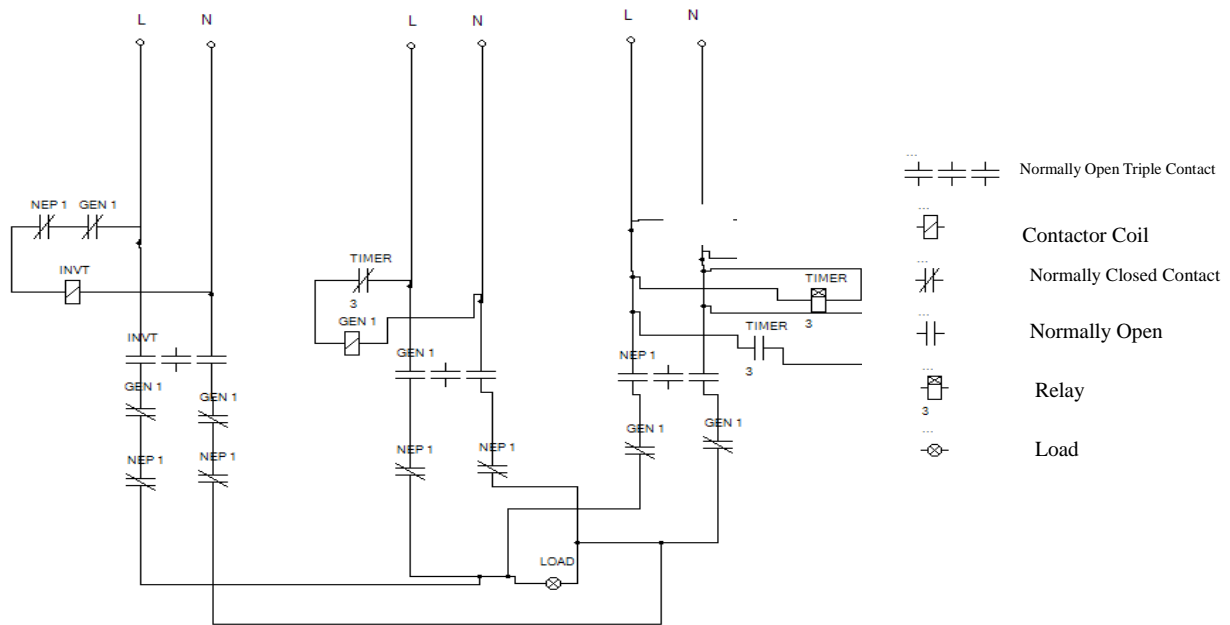 L N L N L N
NEP 1 GEN 1
INVT
TIMER
3
GEN 1
TIMER
3
TIMER
3
INVT
GEN 1
NEP 1
GEN 1
GEN 1
NEP 1
NEP 1
NEP 1
NEP 1
GEN 1
GEN 1
LOAD
...
Normally Open Triple Contact
...
Contactor Coil
...
Normally Closed Contact
...
Normally Open
...
Relay
3
...
Load